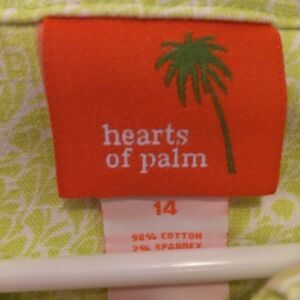 hearts
of palm
14
98% COTTON
2% SPANDEX